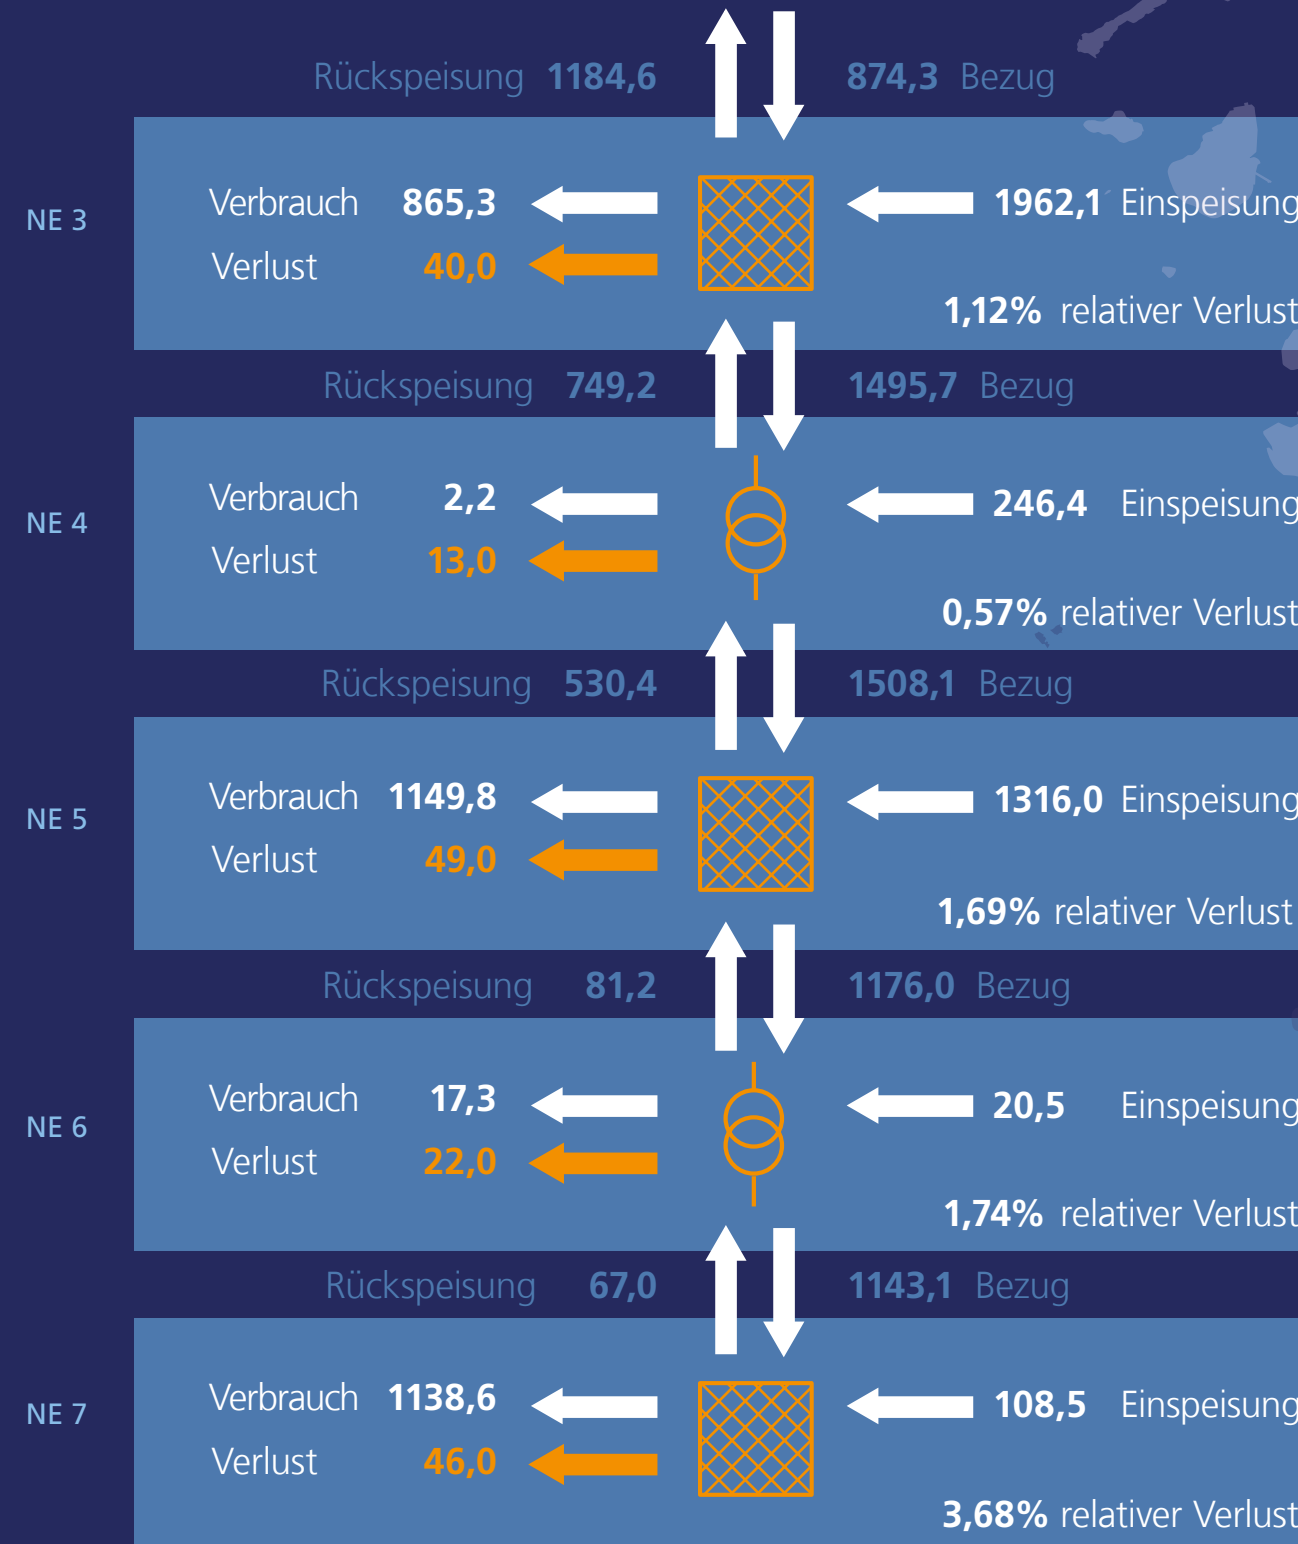 Rückspeisung 1184,6 874,3 Bezug
NE 3
Verbrauch 865,3 1962,1 Einspeisung
Verlust 40,0
1,12% relativer Verlust
Rückspeisung 749,2 1495,7 Bezug
NE 4
Verbrauch 2,2 246,4 Einspeisung
Verlust 13,0
0,57% relativer Verlust
Rückspeisung 530,4 1508,1 Bezug
NE 5
Verbrauch 1149,8 1316,0 Einspeisung
Verlust 49,0
1,69% relativer Verlust
Rückspeisung 81,2 1176,0 Bezug
NE 6
Verbrauch 17,3 20,5 Einspeisung
Verlust 22,0
1,74% relativer Verlust
Rückspeisung 67,0 1143,1 Bezug
NE 7
Verbrauch 1138,6 108,5 Einspeisung
Verlust 46,0
3,68% relativer Verlust